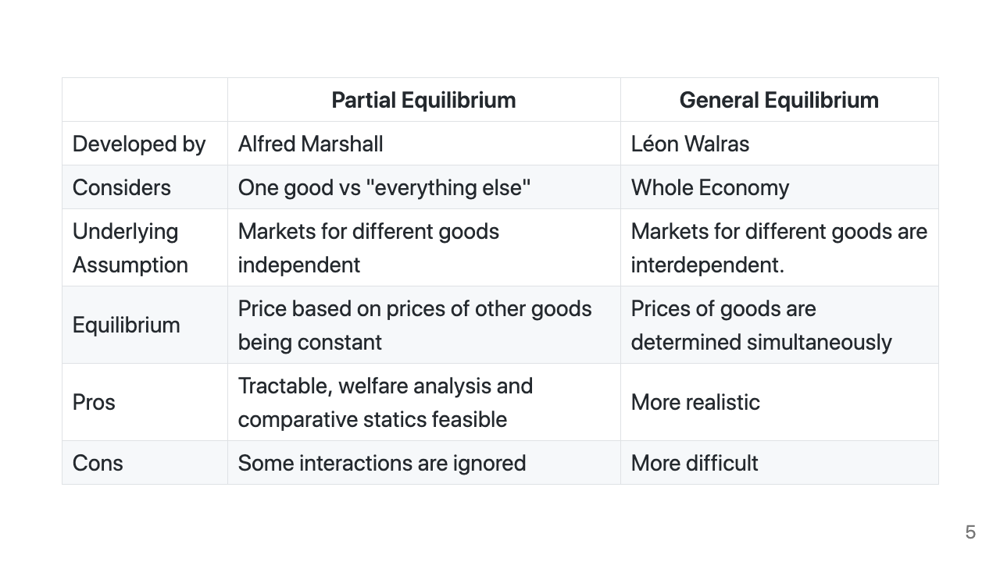 Partial Equilibrium General Equilibrium
Developed by Alfred Marshall Léon Walras
Considers One good vs "everything else" Whole Economy
Underlying Markets for different goods Markets for different goods are
Assumption independent interdependent.
Equilibrium
Price based on prices of other goods Prices of goods are
being constant determined simultaneously
Pros
Tractable, welfare analysis and
comparative statics feasible
More realistic
Cons Some interactions are ignored More difficult
5